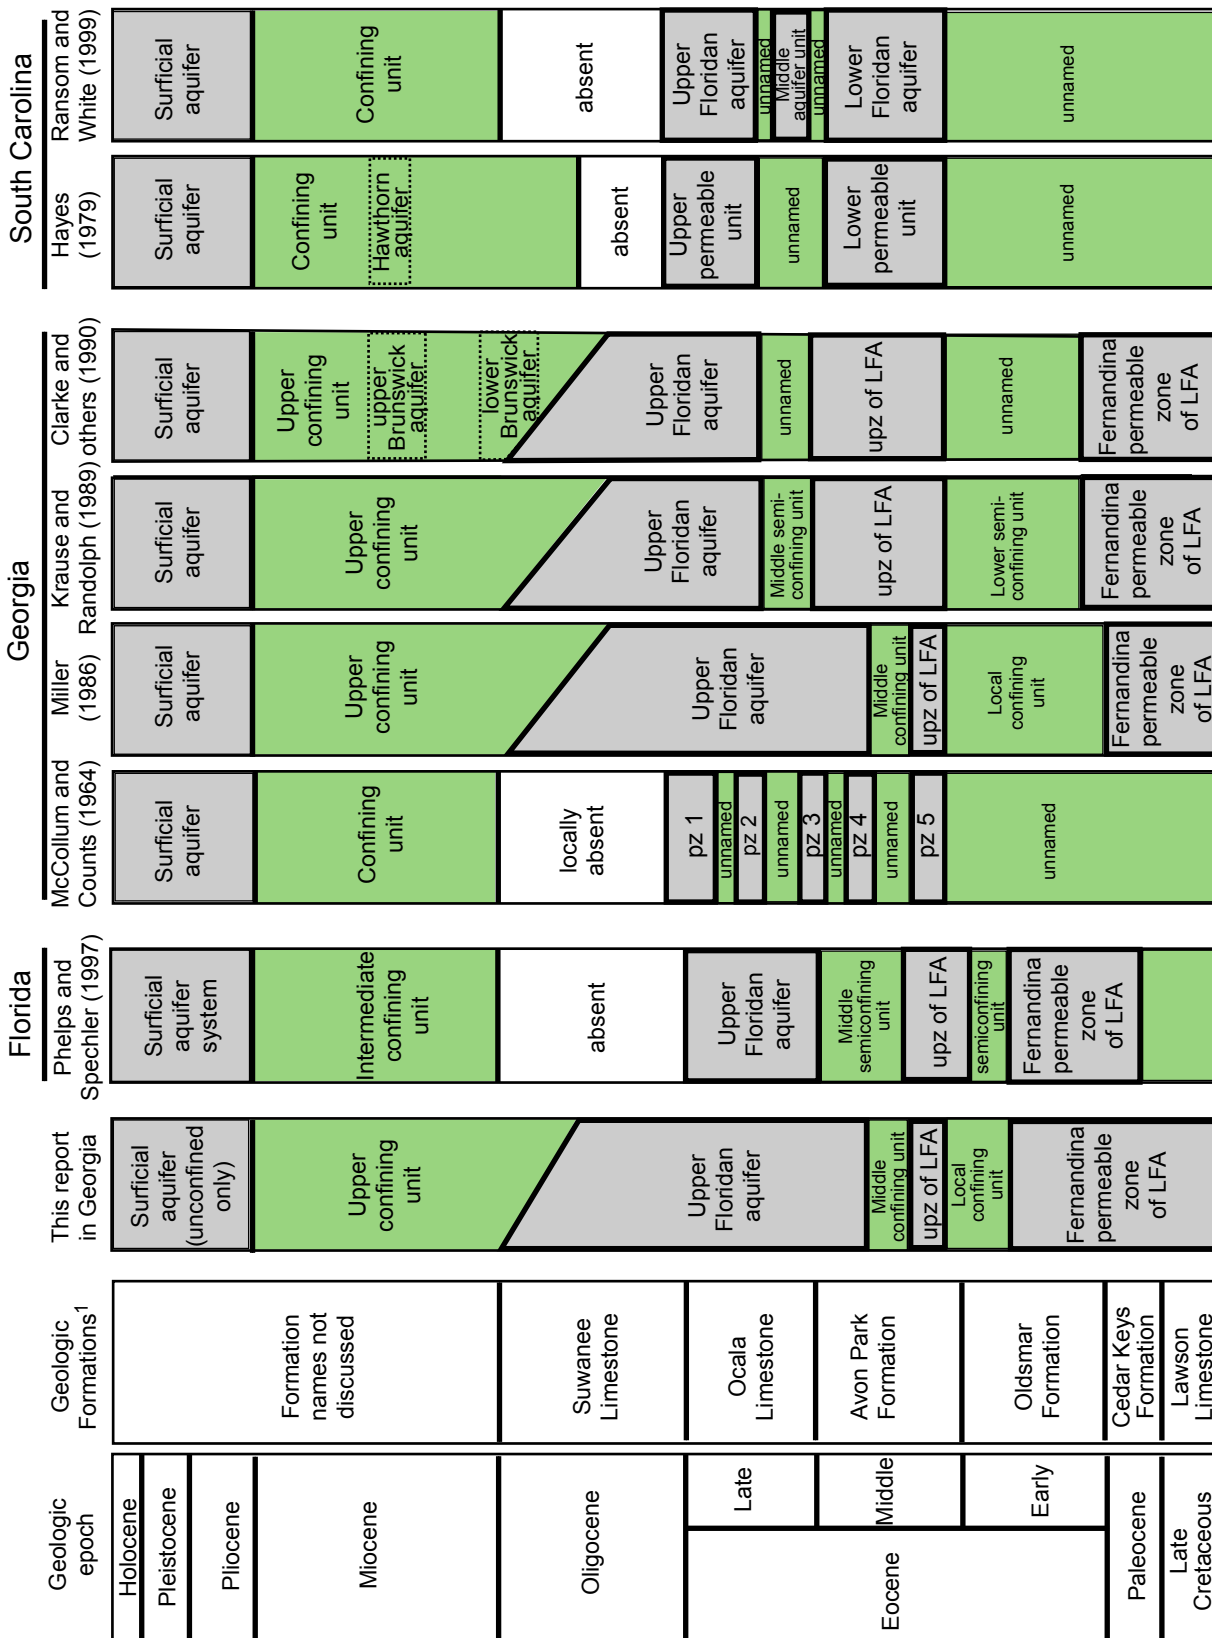 Geologic
epoch
Holocene
Pleistocene
Pliocene
Miocene
Oligocene
Eocene
Late
Middle
Early
Paleocene
Late
Cretaceous
Geologic
Formations1
Formation
names not
discussed
Suwanee
Limestone
Ocala
Limestone
Avon Park
Formation
Oldsmar
Formation
Cedar Keys
Formation
Lawson
Limestone
This report
in Georgia
Surficial
aquifer
(unconfined
only)
Upper
confining
unit
Upper
Floridan
aquifer
Middle
confining unit
upz of LFA
Local
confining
unit
Fernandina
permeable
zone
of LFA
Florida
Phelps and
Spechler (1997)
Surficial
aquifer
system
Intermediate
confining
unit
absent
Upper
Floridan
aquifer
Middle
semiconfining
unit
upz of LFA
semiconfining
unit
Fernandina
permeable
zone
of LFA
Georgia
McCollum and
Counts (1964)
Surficial
aquifer
Confining
unit
locally
absent
pz 1
unnamed
pz 2
unnamed
pz 3
unnamed
pz 4
unnamed
pz 5
unnamed
Miller
(1986)
Surficial
aquifer
Upper
confining
unit
Upper
Floridan
aquifer
Middle
confining unit
upz of LFA
Local
confining
unit
Fernandina
permeable
zone
of LFA
Krause and
Randolph (1989)
Surficial
aquifer
Upper
confining
unit
Upper
Floridan
aquifer
Middle semi-
confining unit
upz of LFA
Lower semi-
confining unit
Fernandina
permeable
zone
of LFA
Clarke and
others (1990)
Surficial
aquifer
Upper
confining
unit
upper
Brunswick
aquifer
lower
Brunswick
aquifer
Upper
Floridan
aquifer
unnamed
upz of LFA
unnamed
Fernandina
permeable
zone
of LFA
South Carolina
Hayes
(1979)
Surficial
aquifer
Confining
unit
Hawthorn
aquifer
absent
Upper
permeable
unit
unnamed
Lower
permeable
unit
unnamed
Ransom and
White (1999)
Surficial
aquifer
Confining
unit
absent
Upper
Floridan
aquifer
unnamed
Middle
aquifer unit
unnamed
Lower
Floridan
aquifer
unnamed